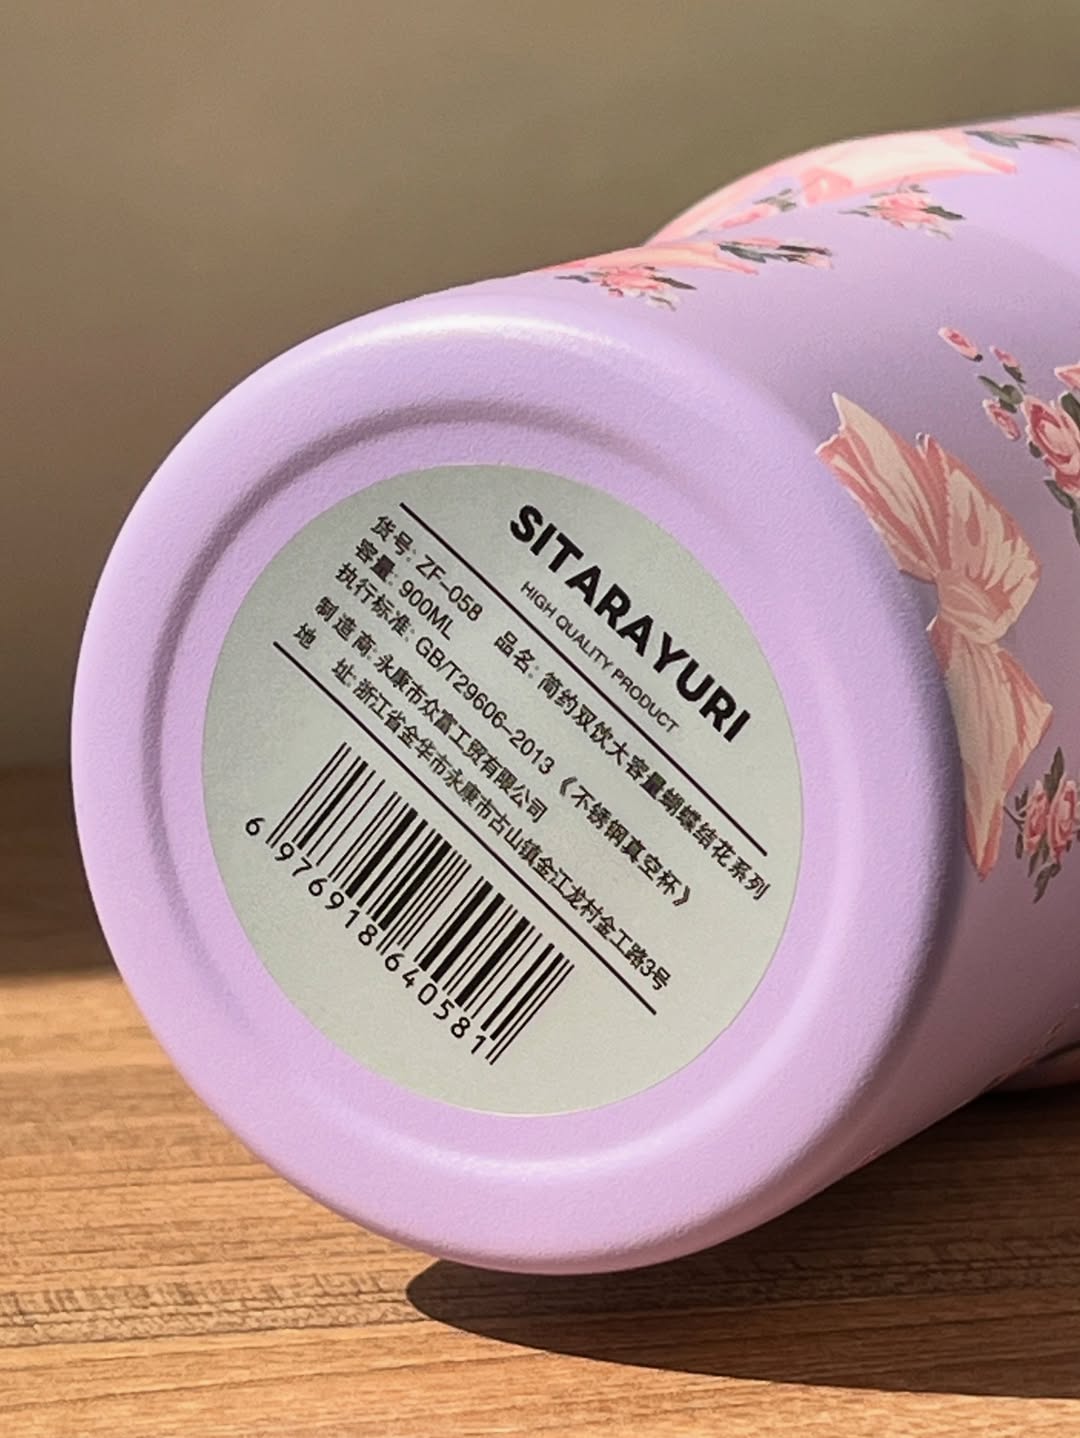 SITARAYURI
HIGH QUALITY PRODUCT
货号: ZF-058 品名: 简约双饮大容量蝴蝶结花系列
容量: 900ML
执行标准: GB/T29606-2013《不锈钢真空杯》
制造商: 永康市众富工贸有限公司
地 址: 浙江省金华市永康市古山镇金江龙村金工路3号
6 976918 640581